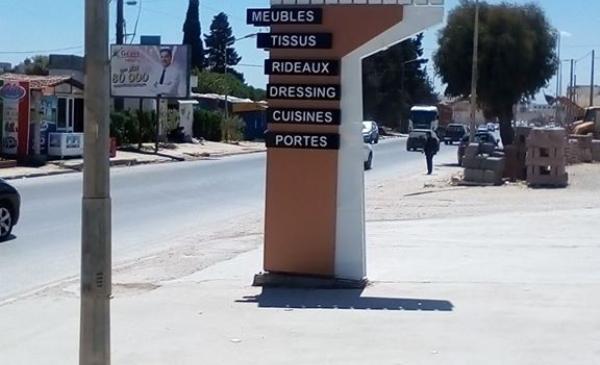 MEUBLES
TISSUS
RIDEAUX
DRESSING
CUISINES
PORTES
80 000